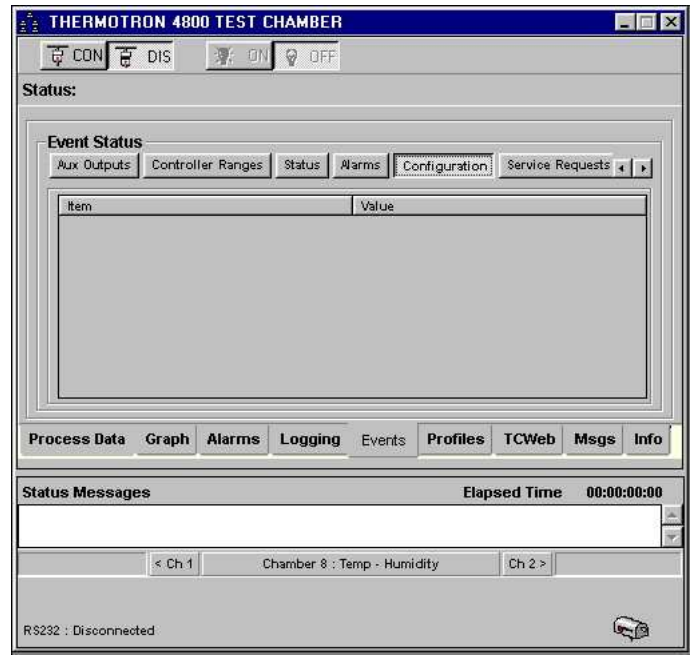 THERMOTRON 4800 TEST CHAMBER
CON DIS ON OFF
Status:
Event Status
Aux Outputs Controller Ranges Status Alarms Configuration Service Requests
Item Value
Process Data Graph Alarms Logging Events Profiles TCWeb Msgs Info
Status Messages Elapsed Time 00:00:00:00
< Ch 1 Chamber 8 : Temp - Humidity Ch 2 >
RS232 : Disconnected